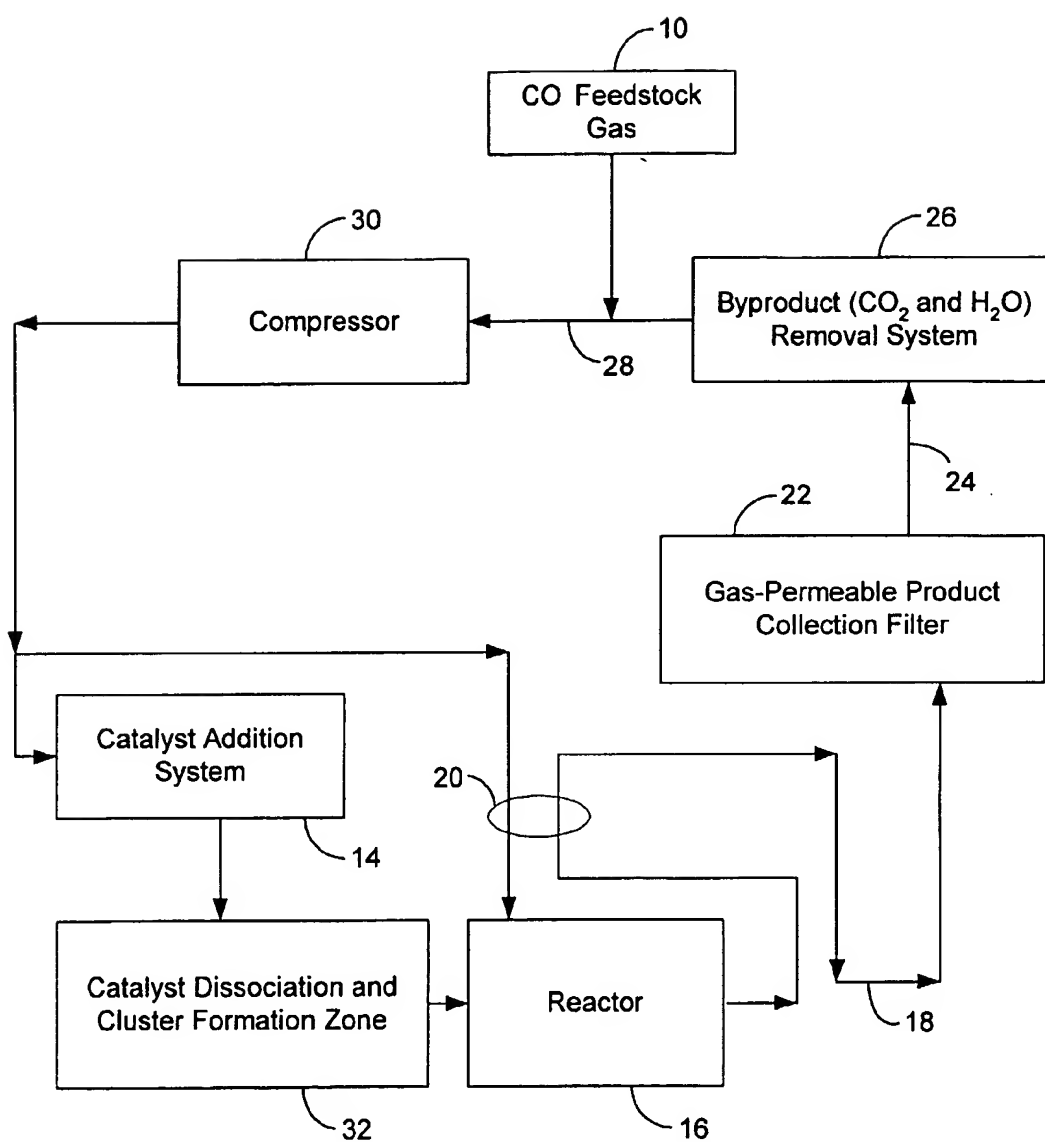 10
CO Feedstock
Gas
30
26
Compressor
Byproduct (CO₂ and H₂O)
Removal System
28
24
22
Gas-Permeable Product
Collection Filter
Catalyst Addition
System
20
14
Catalyst Dissociation and
Cluster Formation Zone
Reactor
18
32
16